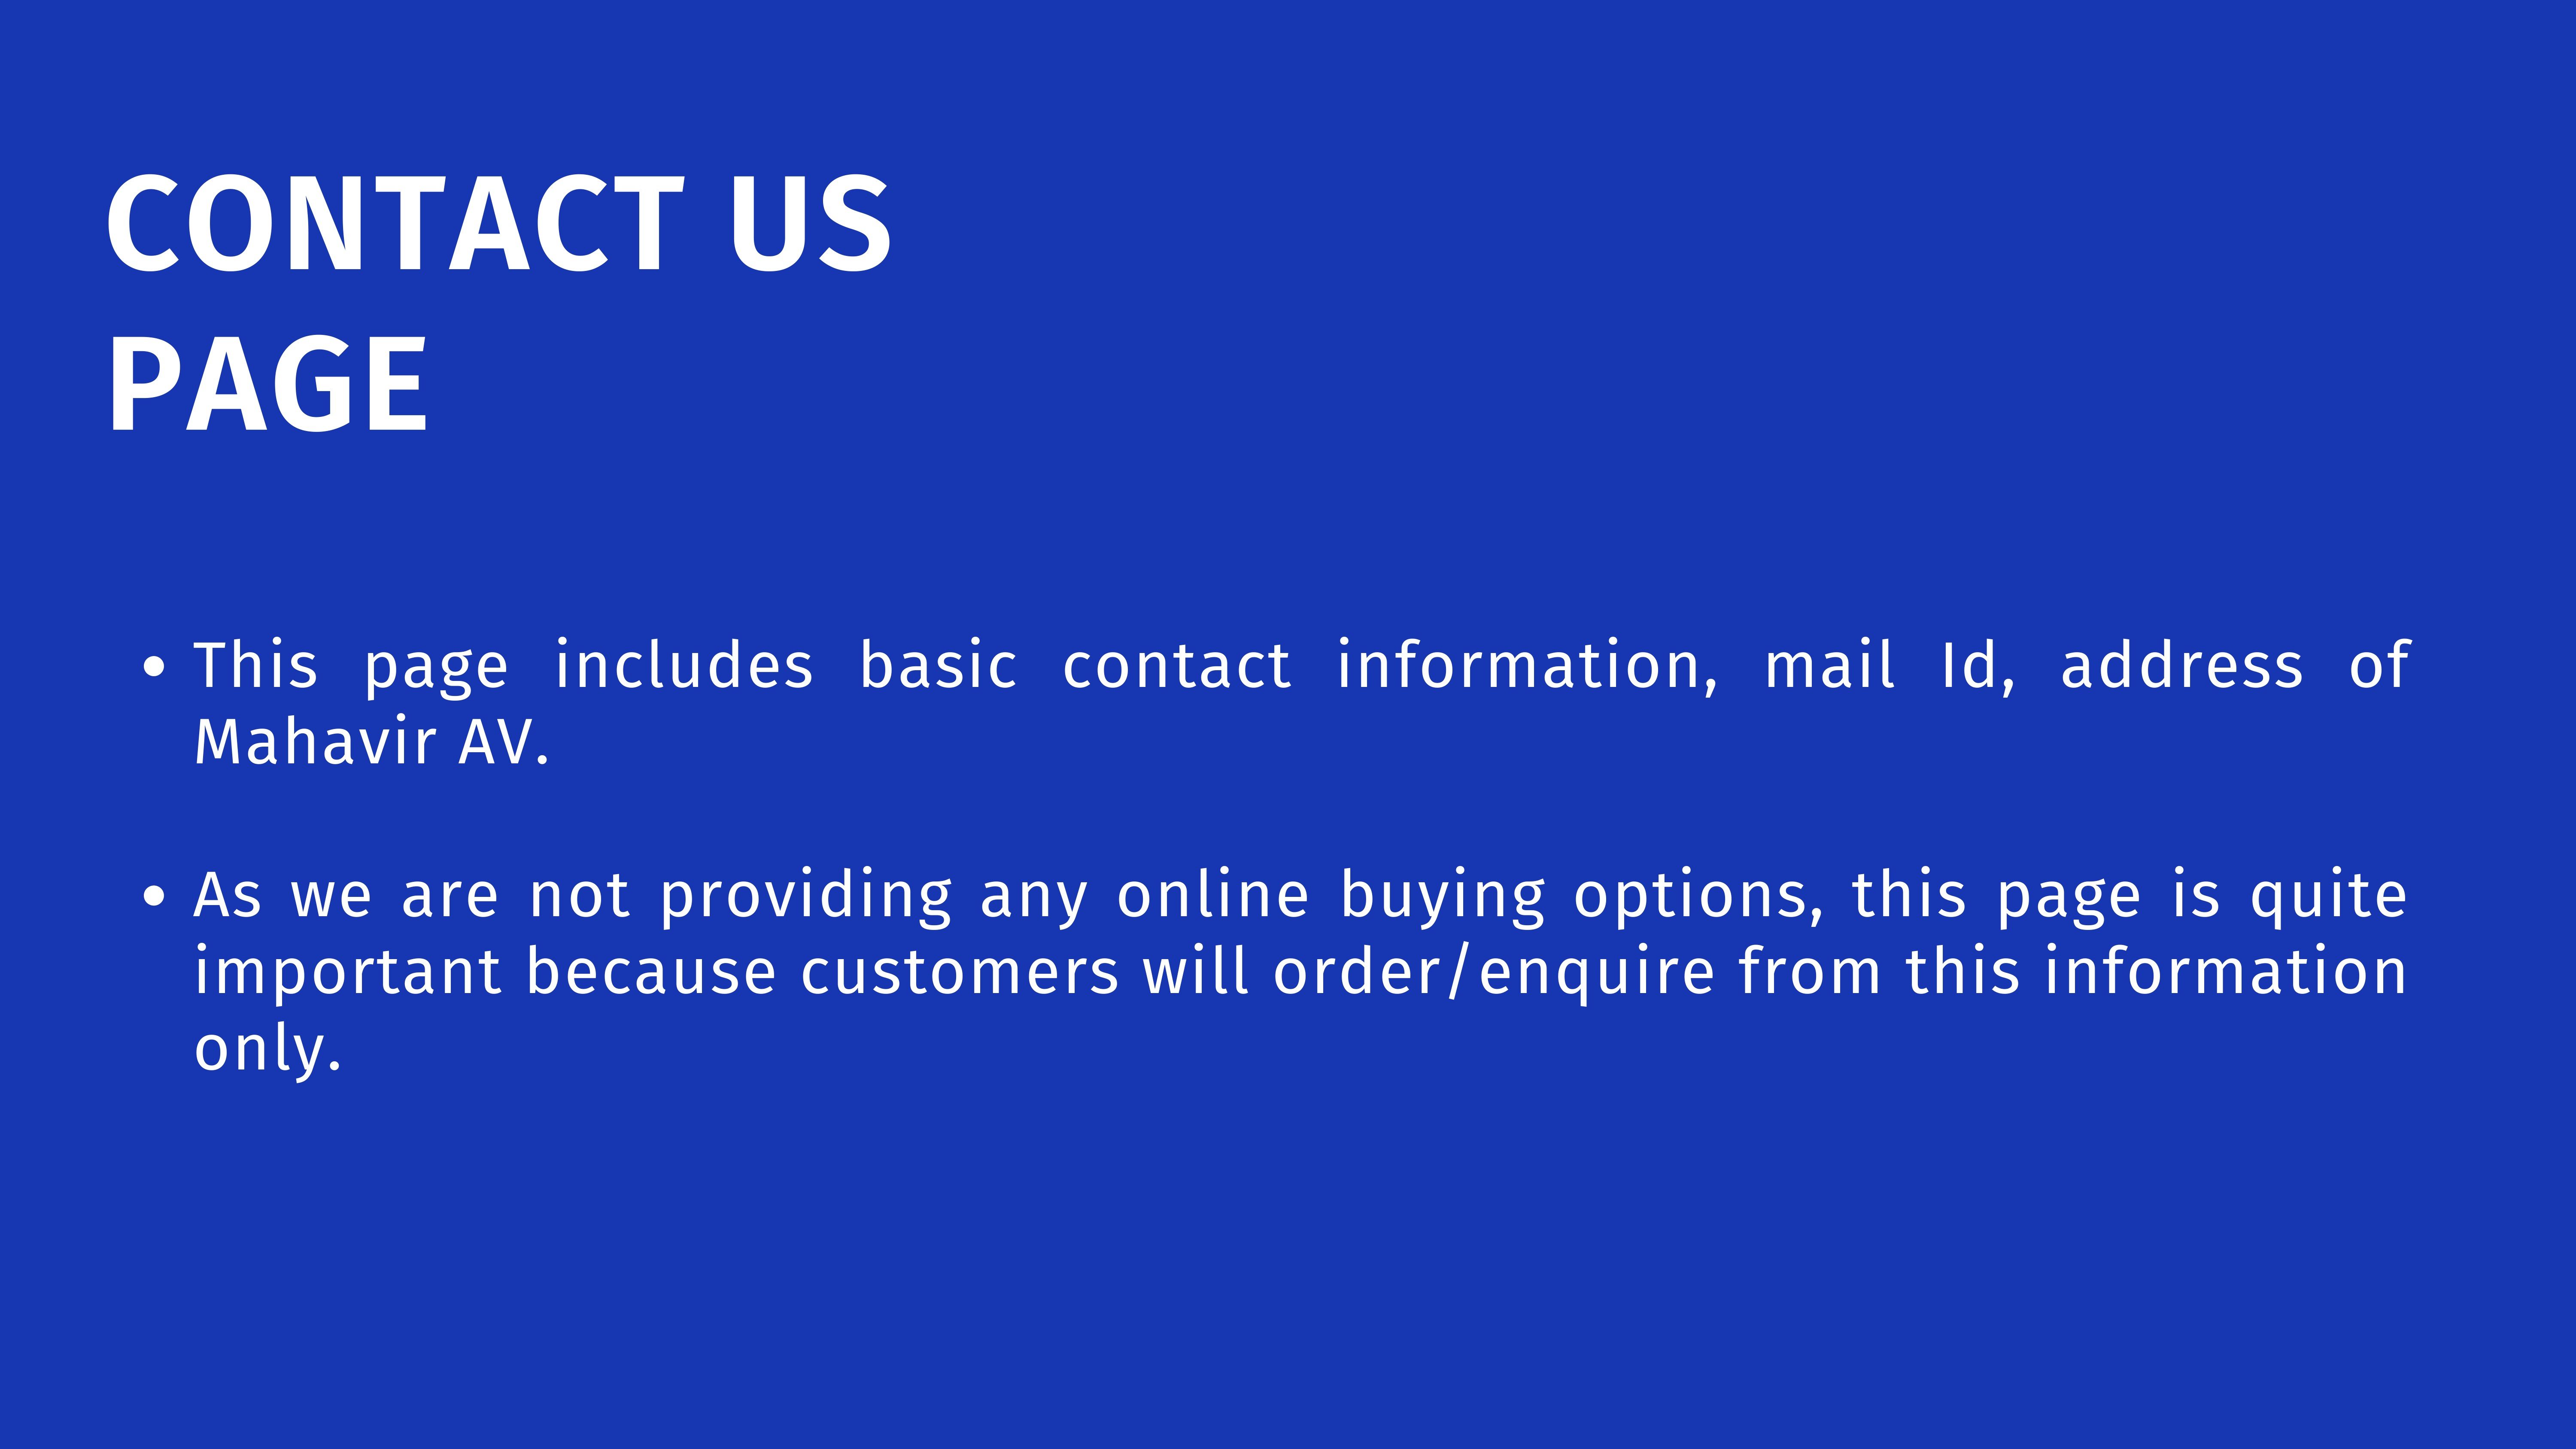 CONTACT US
PAGE
• This page includes basic contact information, mail Id, address of
Mahavir AV.
• As we are not providing any online buying options, this page is quite
important because customers will order/enquire from this information
only.